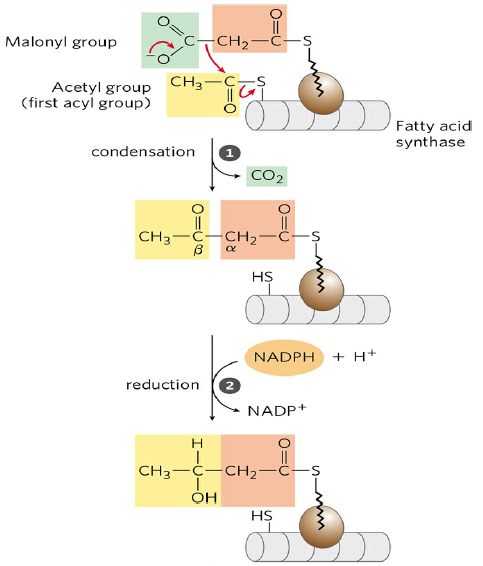 O O
Malonyl group
C—CH₂—C—S
⁻O
Acetyl group
(first acyl group)
CH₃—C—S
O
Fatty acid
synthase
condensation 1
CO₂
O O
CH₃—C—CH₂—C—S
β α
HS
NADPH + H⁺
reduction 2
NADP⁺
H O
CH₃—C—CH₂—C—S
OH
HS